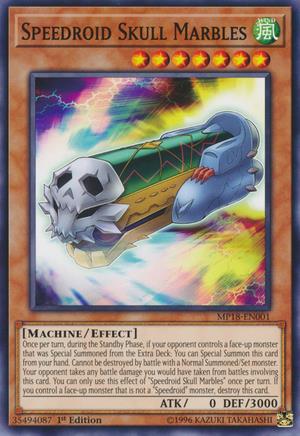 SPEEDROID SKULL MARBLES
風
MP18-EN001
[MACHINE/EFFECT]
Once per turn, during the Standby Phase, if your opponent controls a face-up monster
that was Special Summoned from the Extra Deck: You can Special Summon this card
from your hand. Cannot be destroyed by battle with a Normal Summoned/Set monster.
Your opponent takes any battle damage you would have taken from battles involving
this card. You can only use this effect of "Speedroid Skull Marbles" once per turn. If
you control a face-up monster that is not a "Speedroid" monster, destroy this card.
ATK/ 0 DEF/3000
35494087 1st Edition ©1996 KAZUKI TAKAHASHI